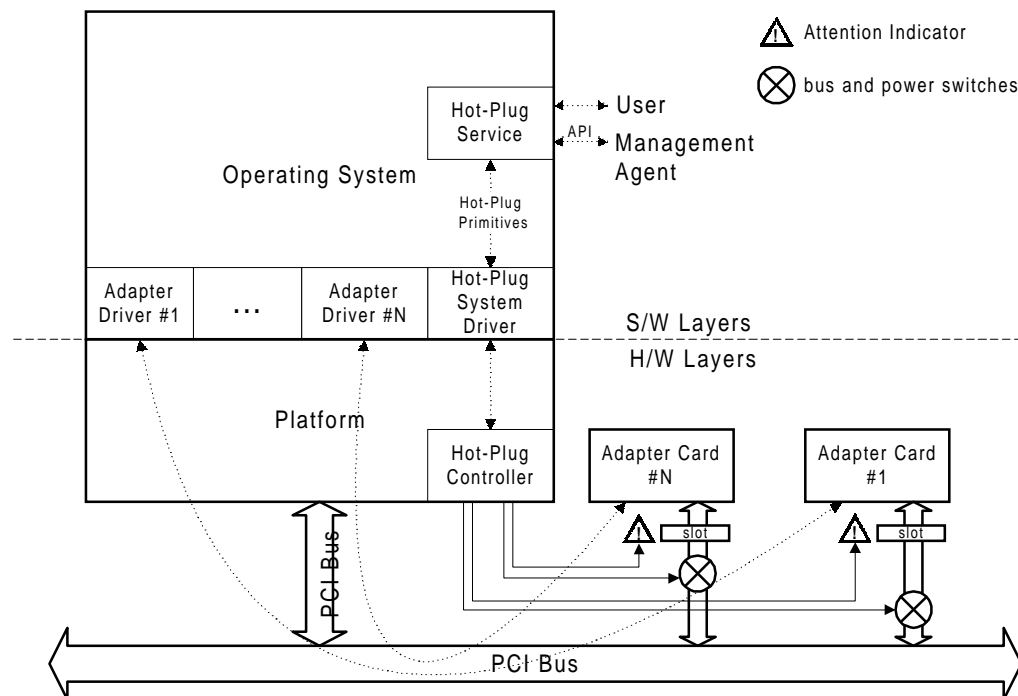 Attention Indicator
bus and power switches
Hot-Plug
Service
User
API
Management
Agent
Operating System
Hot-Plug
Primitives
Adapter
Driver #1
...
Adapter
Driver #N
Hot-Plug
System
Driver
S/W Layers
H/W Layers
Platform
Hot-Plug
Controller
Adapter Card
#N
Adapter Card
#1
!
!
!
slot
slot
PCI Bus
PCI Bus